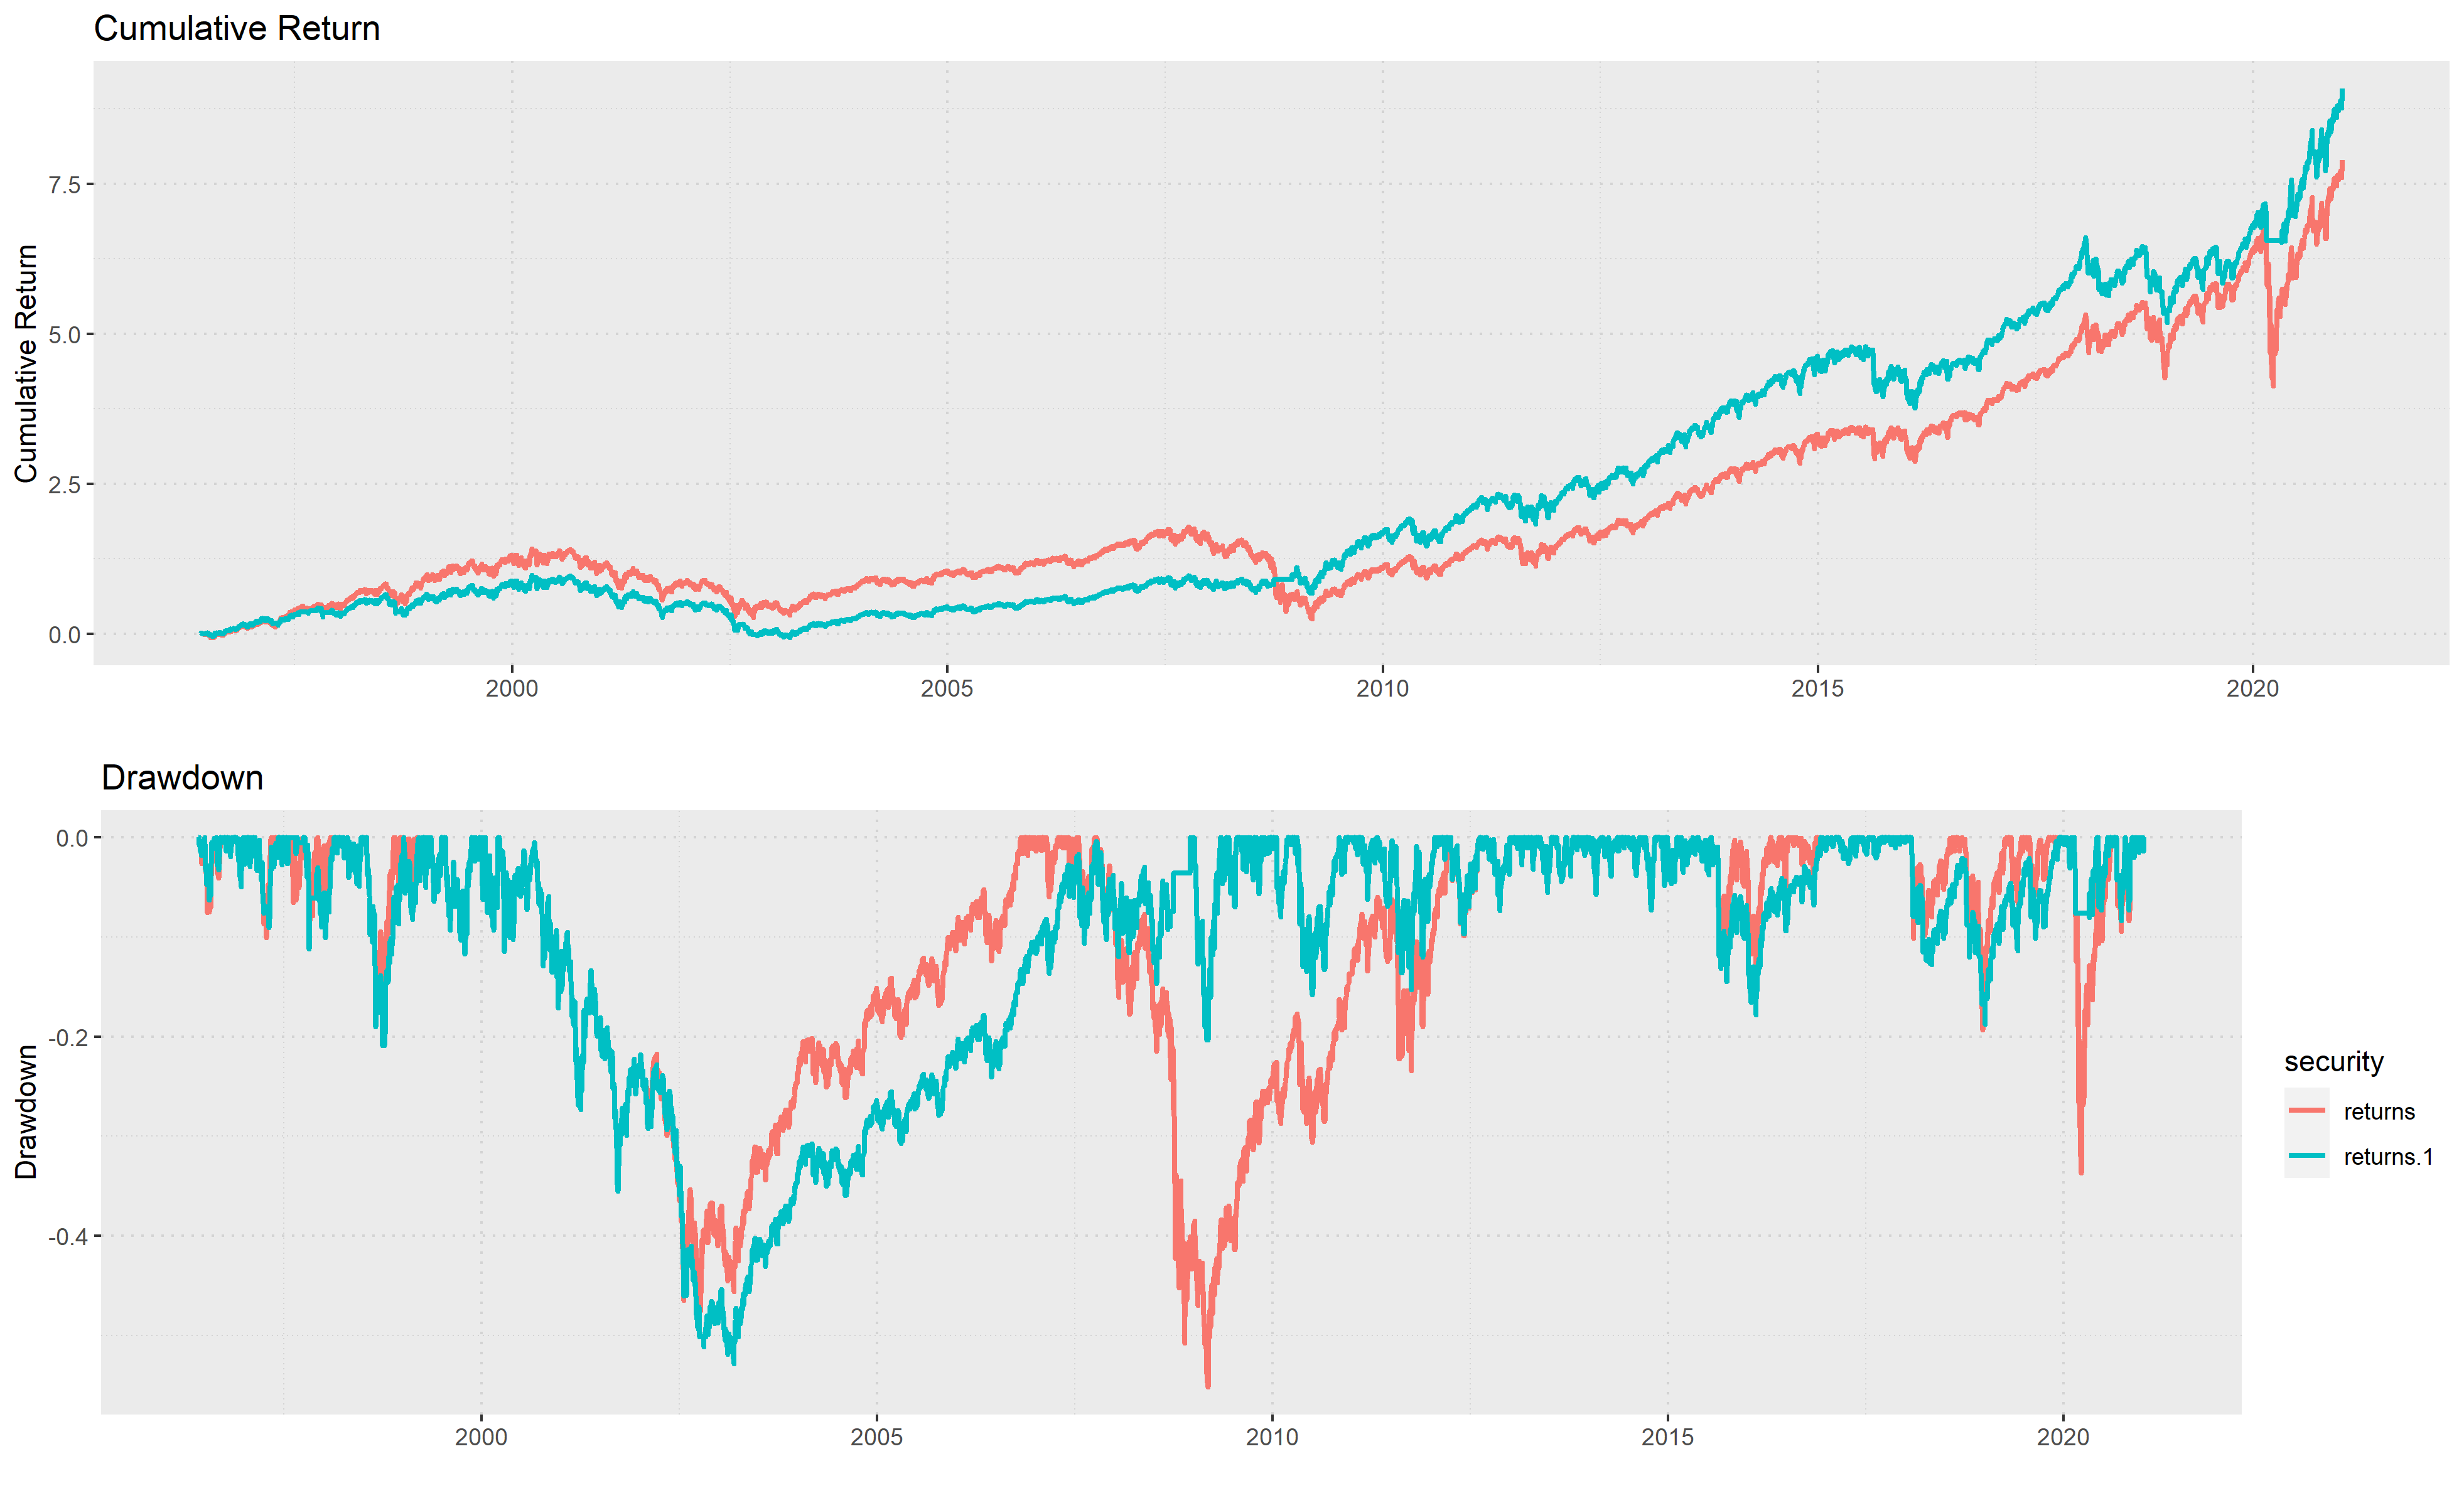 Cumulative Return
Cumulative Return
7.5
5.0
2.5
0.0
2000 2005 2010 2015 2020
Drawdown
Drawdown
0.0
-0.2
-0.4
2000 2005 2010 2015 2020
security
returns
returns.1